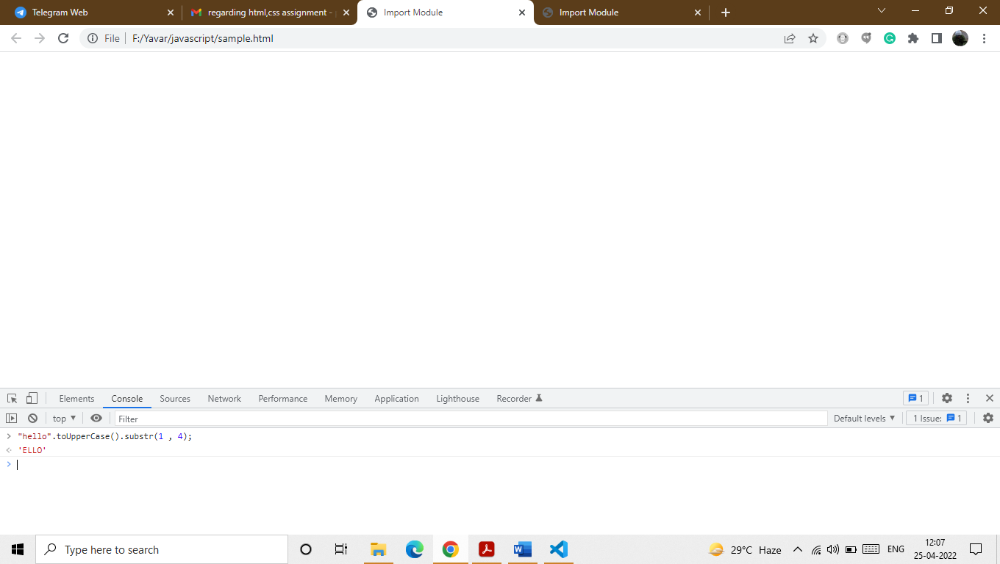 Telegram Web
regarding html,css assignment -
Import Module
Import Module
File
F:/Yavar/javascript/sample.html
Elements
Console
Sources
Network
Performance
Memory
Application
Lighthouse
Recorder
1
top
Filter
Default levels
1 Issue:
1
"hello".toUpperCase().substr(1 , 4);
'ELLO'
Type here to search
29°C Haze
ENG
12:07
25-04-2022